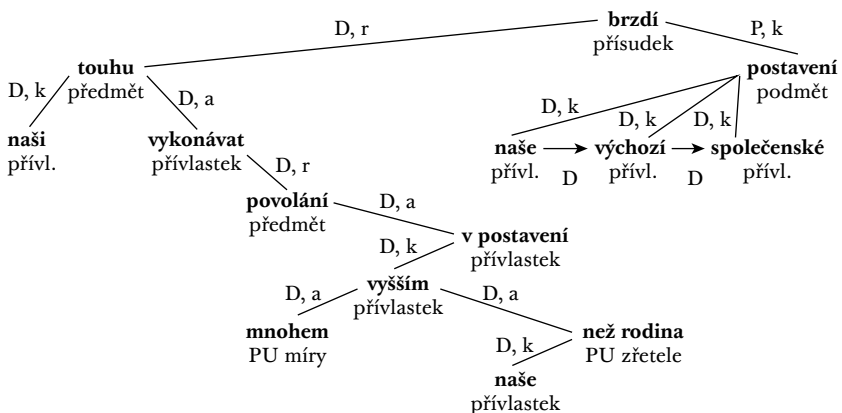 brzdí
D, r
P, k
přísudek
touhu
postavení
předmět
podmět
D, k
D, a
D, k
D, k
D, k
naši
vykonávat
naše
výchozí
společenské
přívl.
přívlastek
přívl.
přívl.
přívl.
D
D
D, r
povolání
D, a
předmět
v postavení
D, k
přívlastek
vyšším
D, a
přívlastek
D, a
mnohem
než rodina
PU míry
D, k
PU zřetele
naše
přívlastek